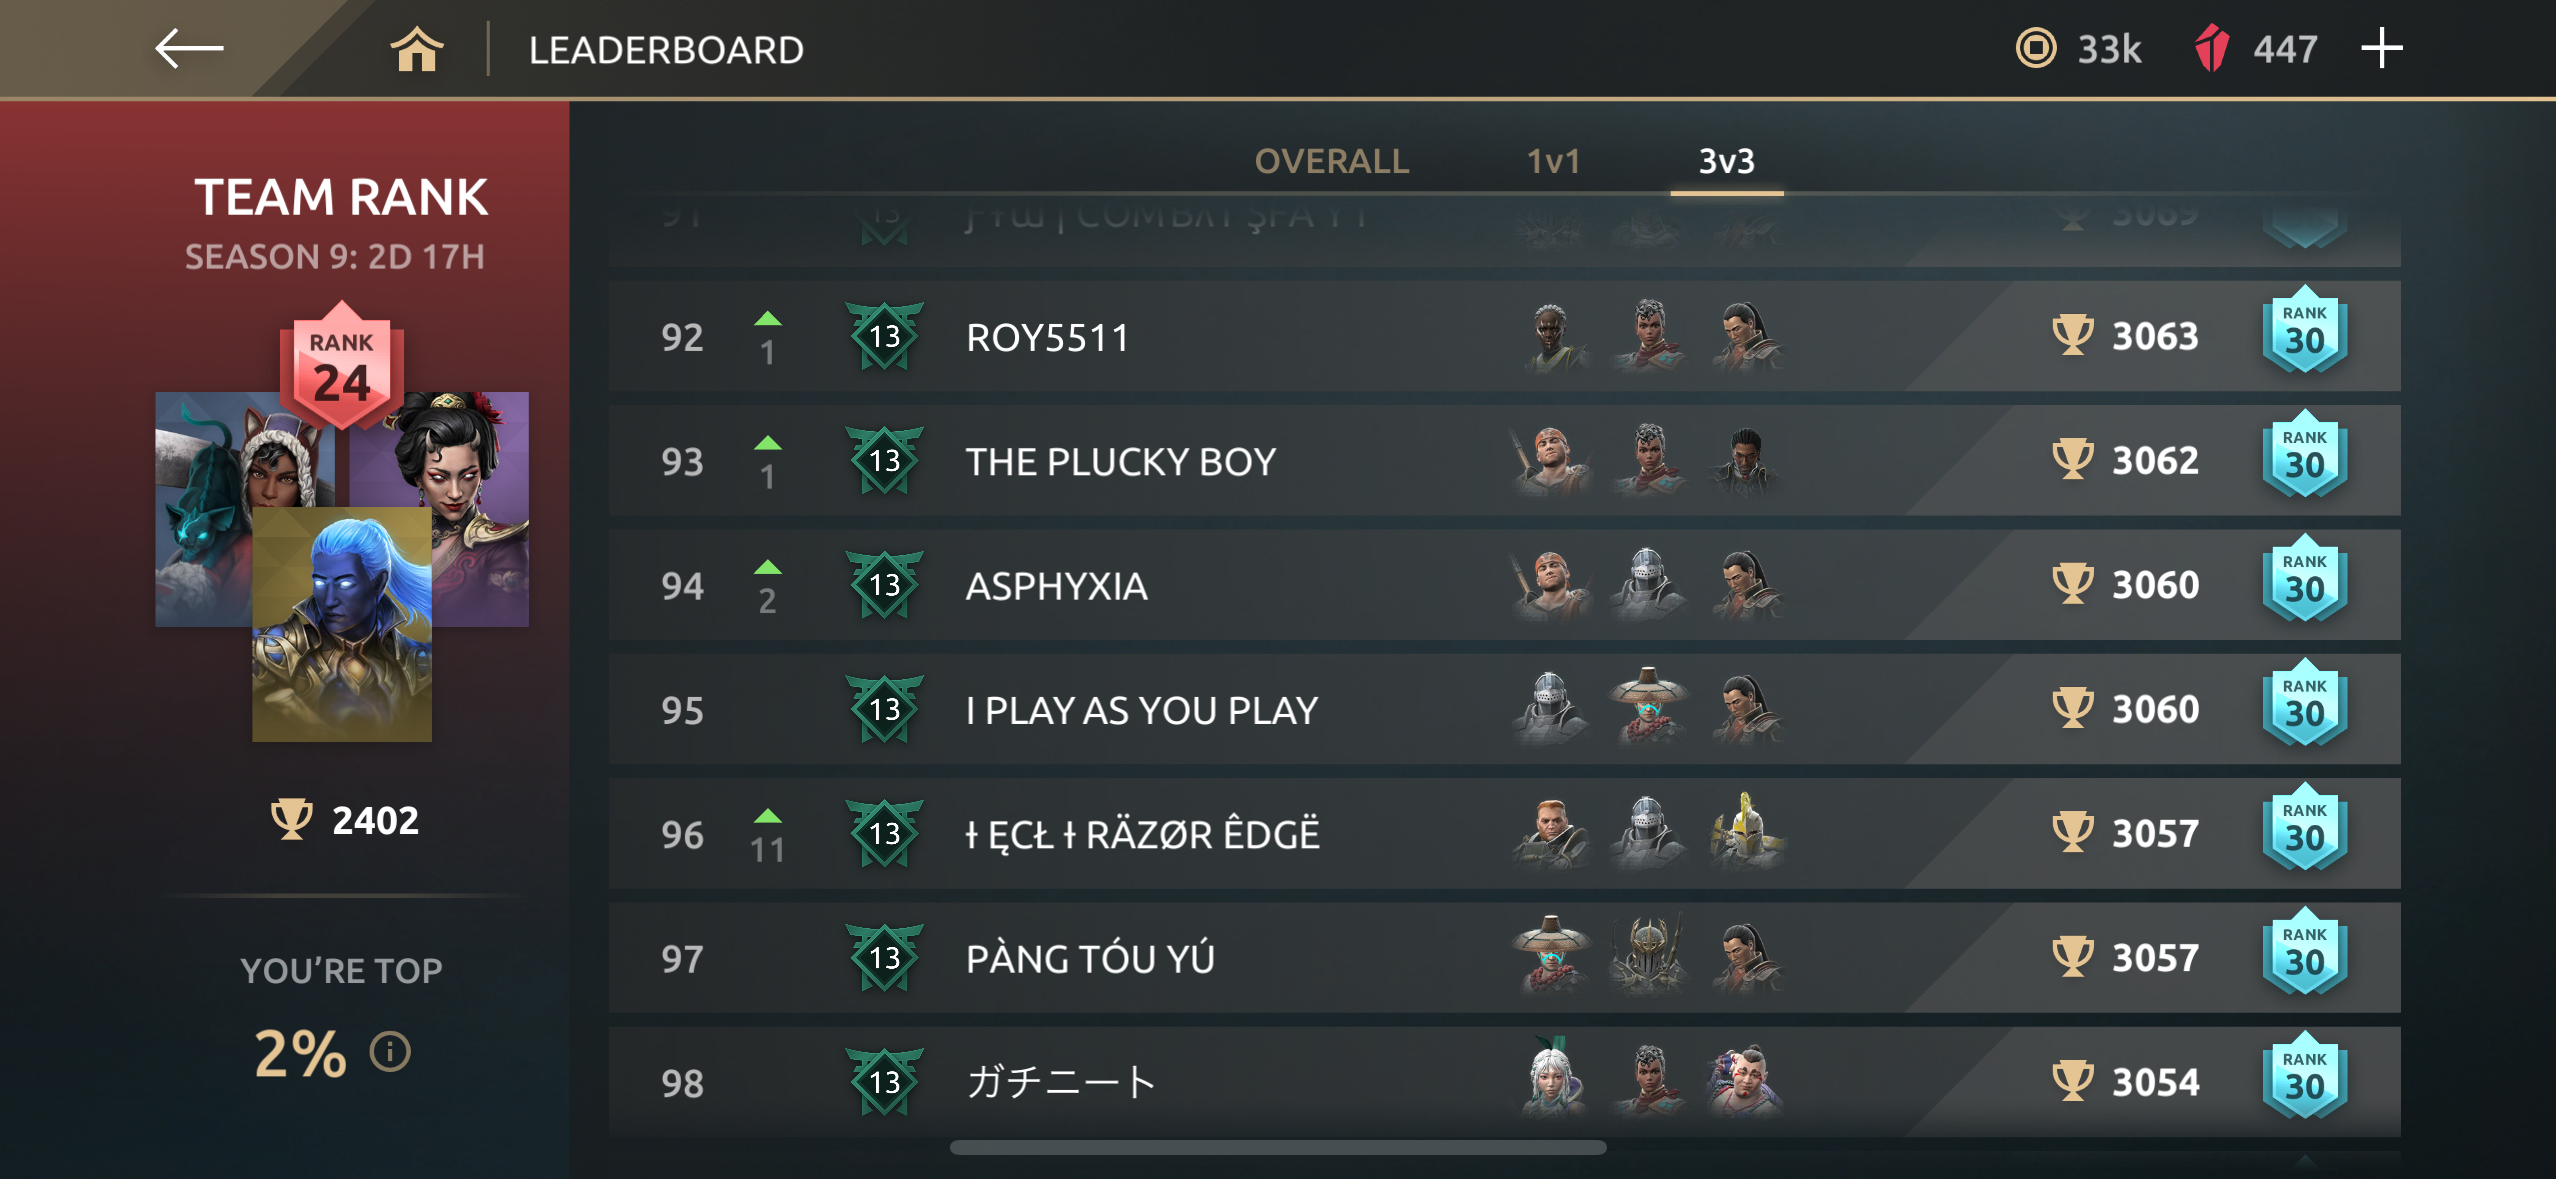 LEADERBOARD
33k
447
TEAM RANK
SEASON 9: 2D 17H
RANK
24
2402
YOU'RE TOP
2%
OVERALL 1v1 3v3
91 13 3069
92 1 13 ROY5511 3063 RANK 30
93 1 13 THE PLUCKY BOY 3062 RANK 30
94 2 13 ASPHYXIA 3060 RANK 30
95 13 I PLAY AS YOU PLAY 3060 RANK 30
96 11 13 ƗĘCŁƗ RÄZØR ÊDGË 3057 RANK 30
97 13 PÀNG TÓU YÚ 3057 RANK 30
98 13 ガチニート 3054 RANK 30